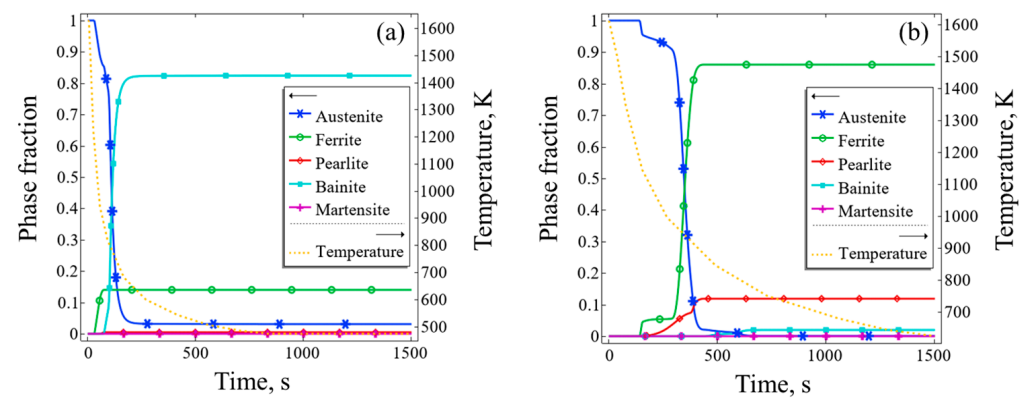 (a)
Phase fraction
1
0.9
0.8
0.7
0.6
0.5
0.4
0.3
0.2
0.1
0
Austenite
Ferrite
Pearlite
Bainite
Martensite
Temperature
1600
1500
1400
1300
1200
1100
1000
900
800
700
600
500
Temperature, K
0 500 1000 1500
Time, s
(b)
Phase fraction
1
0.9
0.8
0.7
0.6
0.5
0.4
0.3
0.2
0.1
0
Austenite
Ferrite
Pearlite
Bainite
Martensite
Temperature
1600
1500
1400
1300
1200
1100
1000
900
800
700
Temperature, K
0 500 1000 1500
Time, s